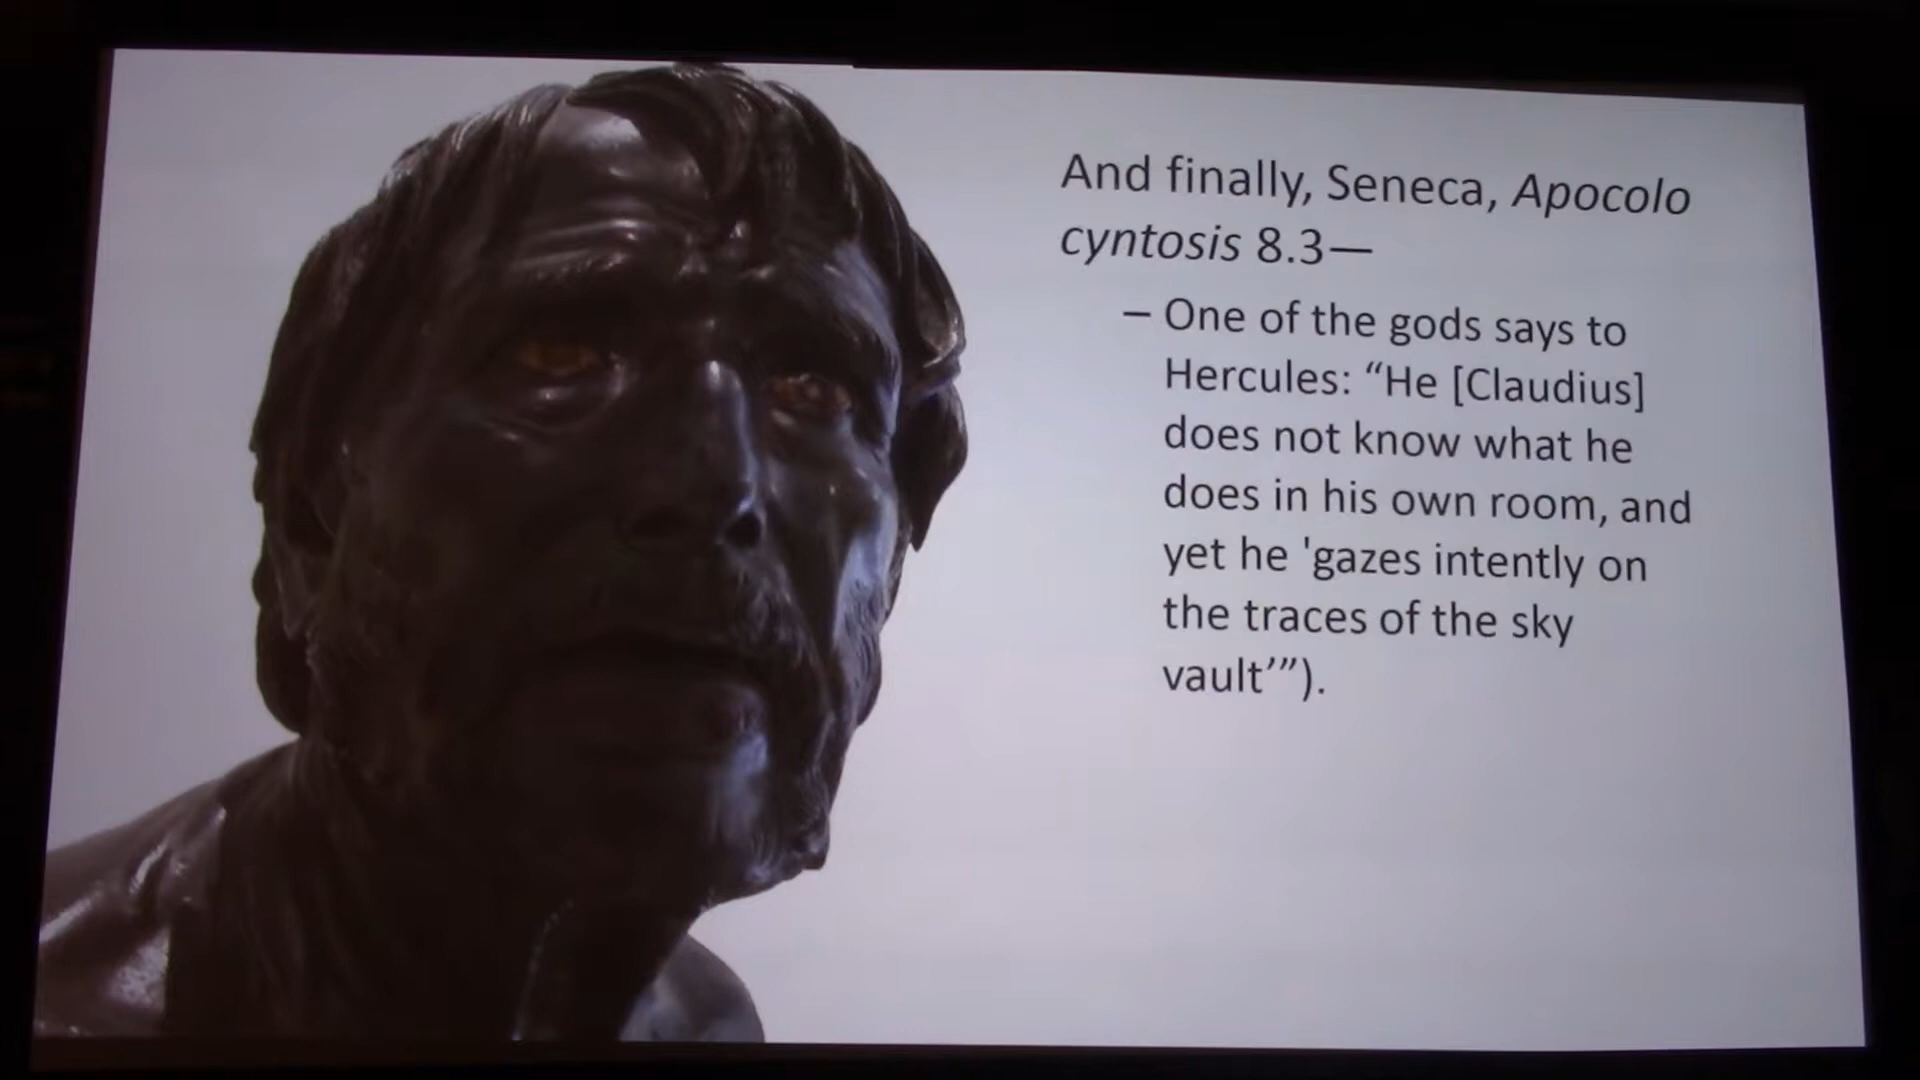 And finally, Seneca, Apocolo
cyntosis 8.3—
– One of the gods says to
Hercules: “He [Claudius]
does not know what he
does in his own room, and
yet he 'gazes intently on
the traces of the sky
vault’”).